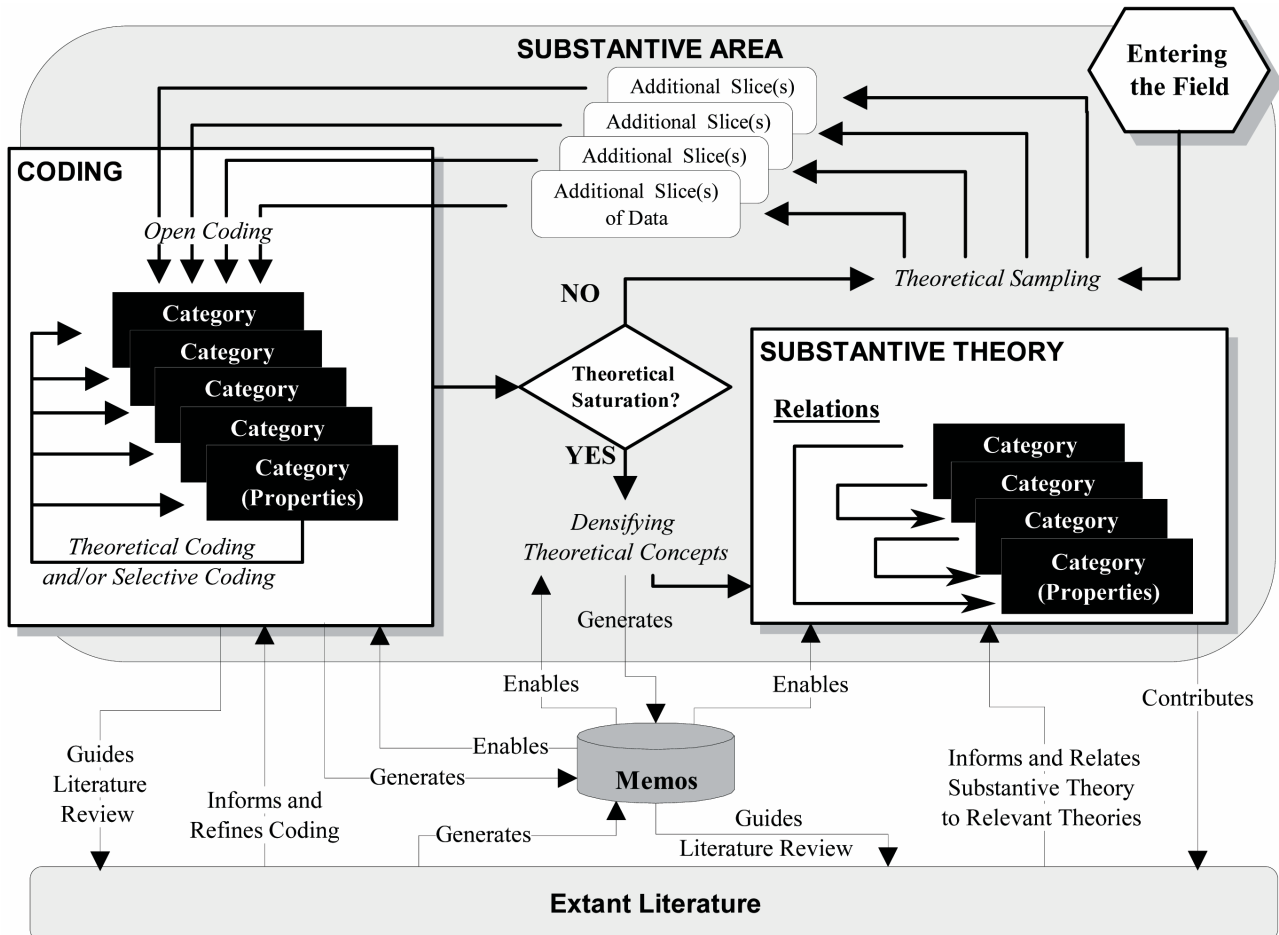 SUBSTANTIVE AREA
Entering
the Field
Additional Slice(s)
Additional Slice(s)
Additional Slice(s)
Additional Slice(s)
of Data
CODING
Open Coding
Theoretical Sampling
NO
Category
Category
Category
Category
Category
(Properties)
Theoretical Coding
and/or Selective Coding
Theoretical
Saturation?
YES
Densifying
Theoretical Concepts
SUBSTANTIVE THEORY
Relations
Category
Category
Category
Category
(Properties)
Generates
Enables
Enables
Contributes
Guides
Literature
Review
Informs and
Refines Coding
Enables
Generates
Memos
Generates
Guides
Literature Review
Informs and Relates
Substantive Theory
to Relevant Theories
Extant Literature